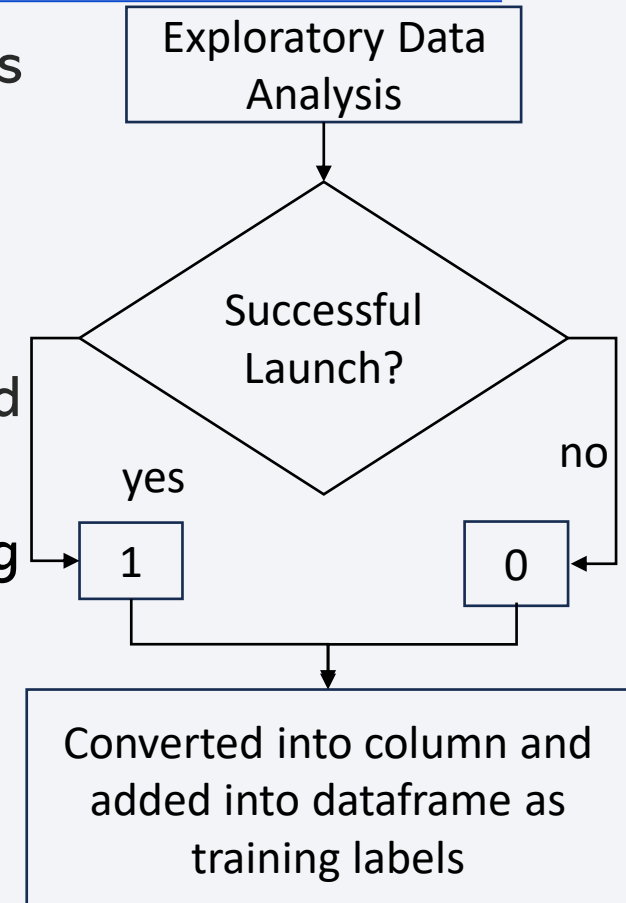 Exploratory Data
Analysis
s
Successful
Launch?
d
yes
no
g
1
0
Converted into column and
added into dataframe as
training labels